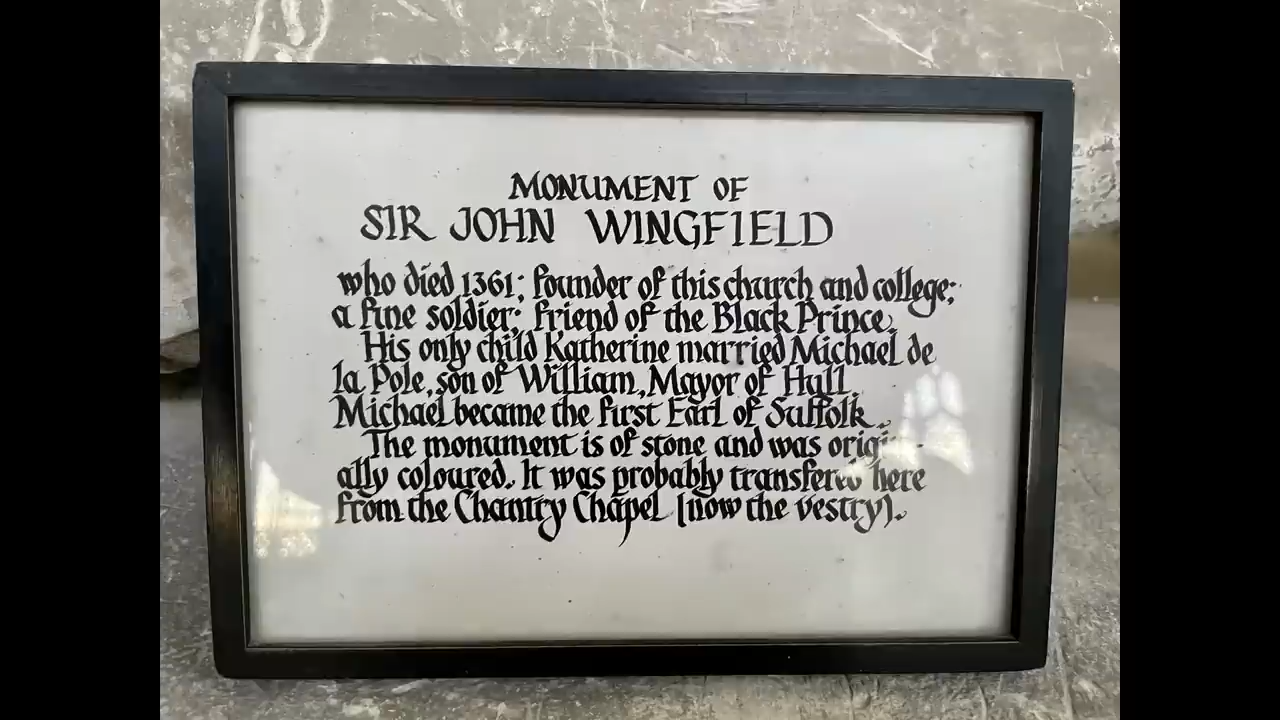 MONUMENT OF
SIR JOHN WINGFIELD
who died 1361; founder of this church and college;
a fine soldier; friend of the Black Prince.
His only child Katherine married Michael de
la Pole, son of William, Mayor of Hull.
Michael became the first Earl of Suffolk.
The monument is of stone and was origin-
ally coloured. It was probably transfered here
from the Chantry Chapel (now the vestry).